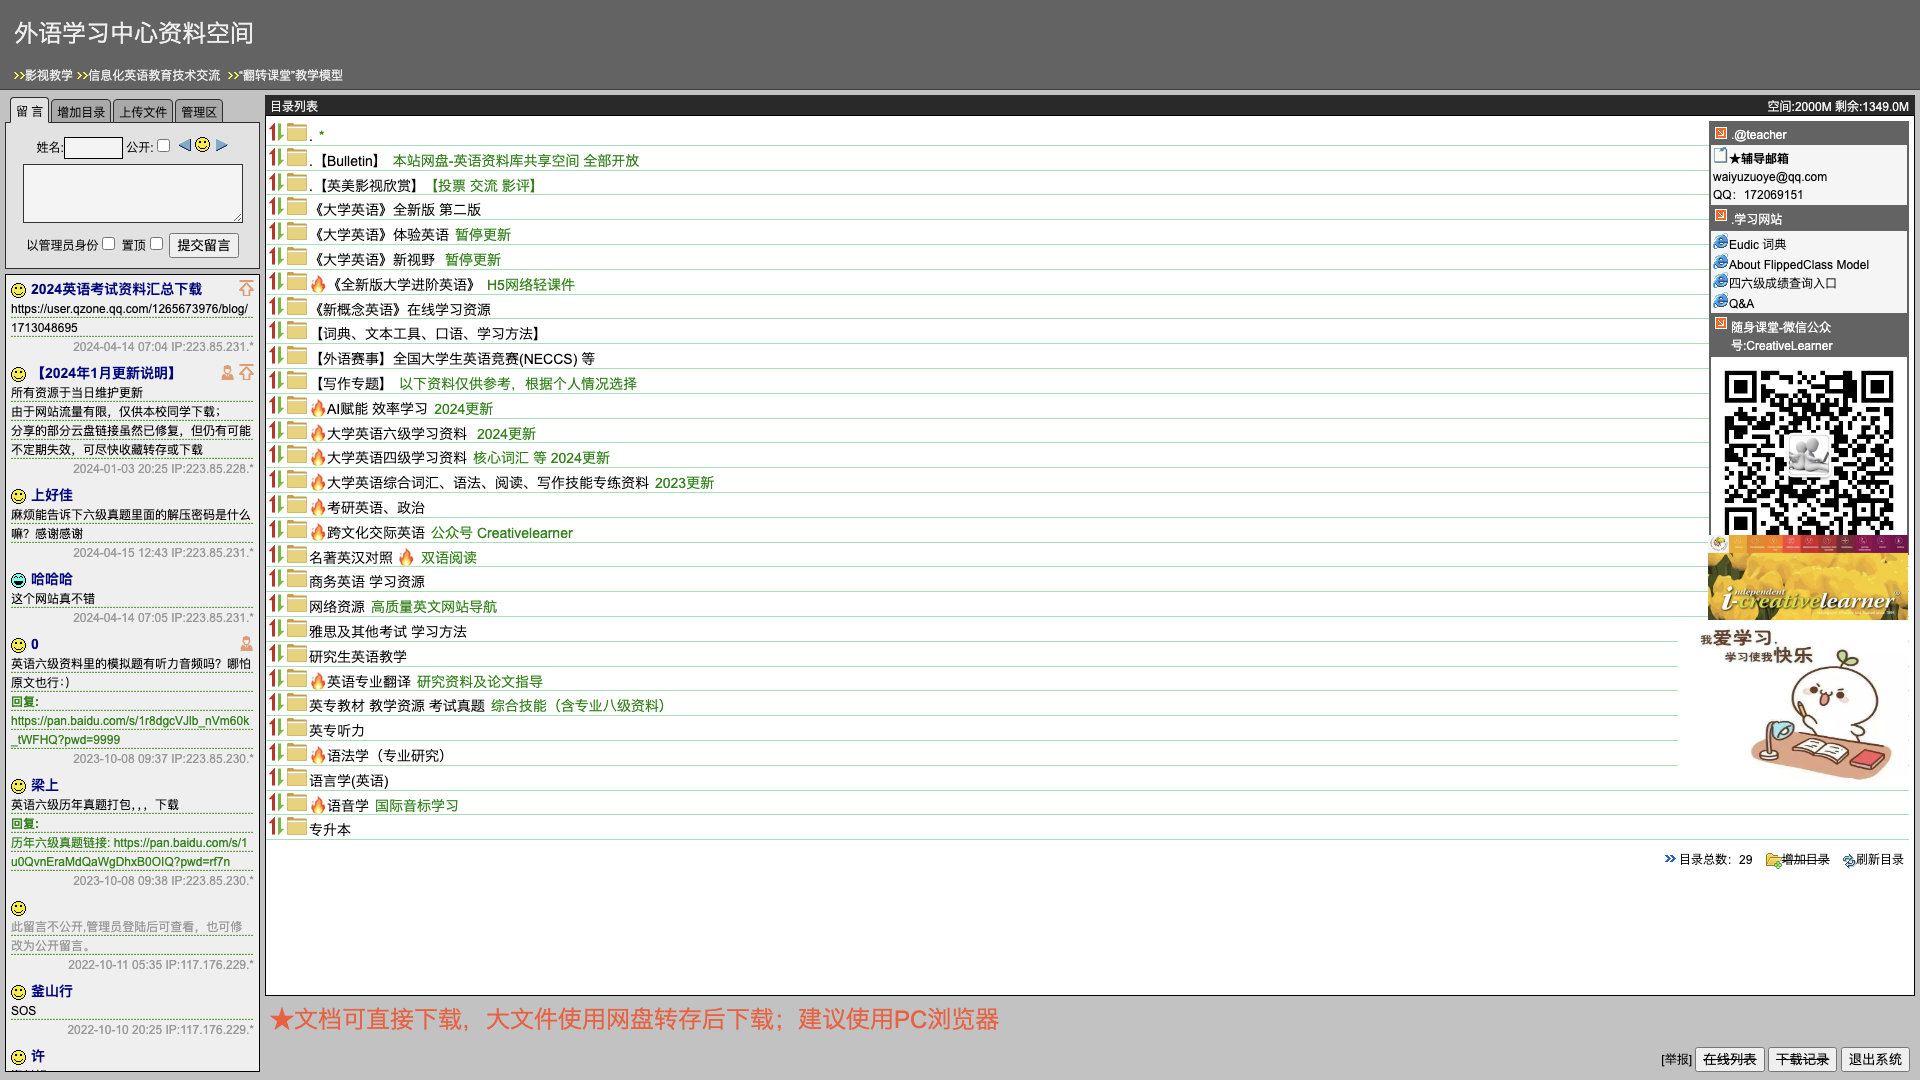 外语学习中心资料空间
>>影视教学 >>信息化英语教育技术交流 >>“翻转课堂”教学模型
留 言 增加目录 上传文件 管理区
姓名: 公开:
以管理员身份 置顶 提交留言
2024英语考试资料汇总下载
https://user.qzone.qq.com/1265673976/blog/
1713048695
2024-04-14 07:04 IP:223.85.231.*
【2024年1月更新说明】
所有资源于当日维护更新
由于网站流量有限，仅供本校同学下载；
分享的部分云盘链接虽然已修复，但仍有可能
不定期失效，可尽快收藏转存或下载
2024-01-03 20:25 IP:223.85.228.*
上好佳
麻烦能告诉下六级真题里面的解压密码是什么
嘛？感谢感谢
2024-04-15 12:43 IP:223.85.231.*
哈哈哈
这个网站真不错
2024-04-14 07:05 IP:223.85.231.*
0
英语六级资料里的模拟题有听力音频吗？哪怕
原文也行:）
回复:
https://pan.baidu.com/s/1r8dgcVJlb_nVm60k
_tWFHQ?pwd=9999
2023-10-08 09:37 IP:223.85.230.*
梁上
英语六级历年真题打包，，，下载
回复:
历年六级真题链接: https://pan.baidu.com/s/1
u0QvnEraMdQaWgDhxB0OIQ?pwd=rf7n
2023-10-08 09:38 IP:223.85.230.*
此留言不公开,管理员登陆后可查看，也可修
改为公开留言。
2022-10-11 05:35 IP:117.176.229.*
釜山行
SOS
2022-10-10 20:25 IP:117.176.229.*
许
目录列表 空间:2000M 剩余:1349.0M
. *
.【Bulletin】 本站网盘-英语资料库共享空间 全部开放
.【英美影视欣赏】【投票 交流 影评】
《大学英语》全新版 第二版
《大学英语》体验英语 暂停更新
《大学英语》新视野 暂停更新
《全新版大学进阶英语》 H5网络轻课件
《新概念英语》在线学习资源
【词典、文本工具、口语、学习方法】
【外语赛事】全国大学生英语竞赛(NECCS) 等
【写作专题】 以下资料仅供参考，根据个人情况选择
AI赋能 效率学习 2024更新
大学英语六级学习资料 2024更新
大学英语四级学习资料 核心词汇 等 2024更新
大学英语综合词汇、语法、阅读、写作技能专练资料 2023更新
考研英语、政治
跨文化交际英语 公众号 Creativelearner
名著英汉对照 双语阅读
商务英语 学习资源
网络资源 高质量英文网站导航
雅思及其他考试 学习方法
研究生英语教学
英语专业翻译 研究资料及论文指导
英专教材 教学资源 考试真题 综合技能（含专业八级资料）
英专听力
语法学（专业研究）
语言学(英语)
语音学 国际音标学习
专升本
目录总数：29 增加目录 刷新目录
.@teacher
★辅导邮箱
waiyuzuoye@qq.com
QQ：172069151
.学习网站
Eudic 词典
About FlippedClass Model
四六级成绩查询入口
Q&A
随身课堂-微信公众
号:CreativeLearner
independent
i-creativelearner
我爱学习.
学习使我快乐
★文档可直接下载，大文件使用网盘转存后下载；建议使用PC浏览器
[举报] 在线列表 下载记录 退出系统